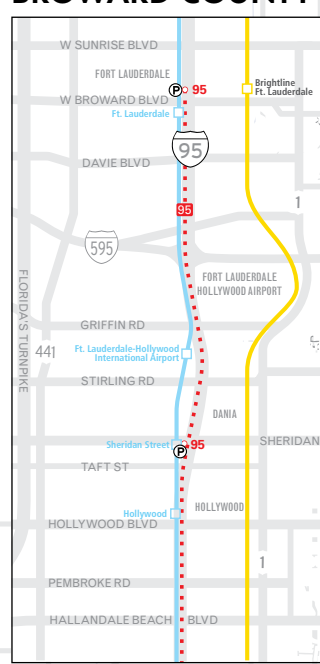 BROWARD COUNTY
W SUNRISE BLVD
FORT LAUDERDALE
P 95
Brightline
Ft. Lauderdale
W BROWARD BLVD
Ft. Lauderdale
95
DAVIE BLVD
1
95
595
FORT LAUDERDALE
HOLLYWOOD AIRPORT
FLORIDA'S TURNPIKE
GRIFFIN RD
441
Ft. Lauderdale-Hollywood
International Airport
STIRLING RD
DANIA
Sheridan Street
95
SHERIDAN
P
TAFT ST
Hollywood
HOLLYWOOD
HOLLYWOOD BLVD
1
PEMBROKE RD
HALLANDALE BEACH BLVD